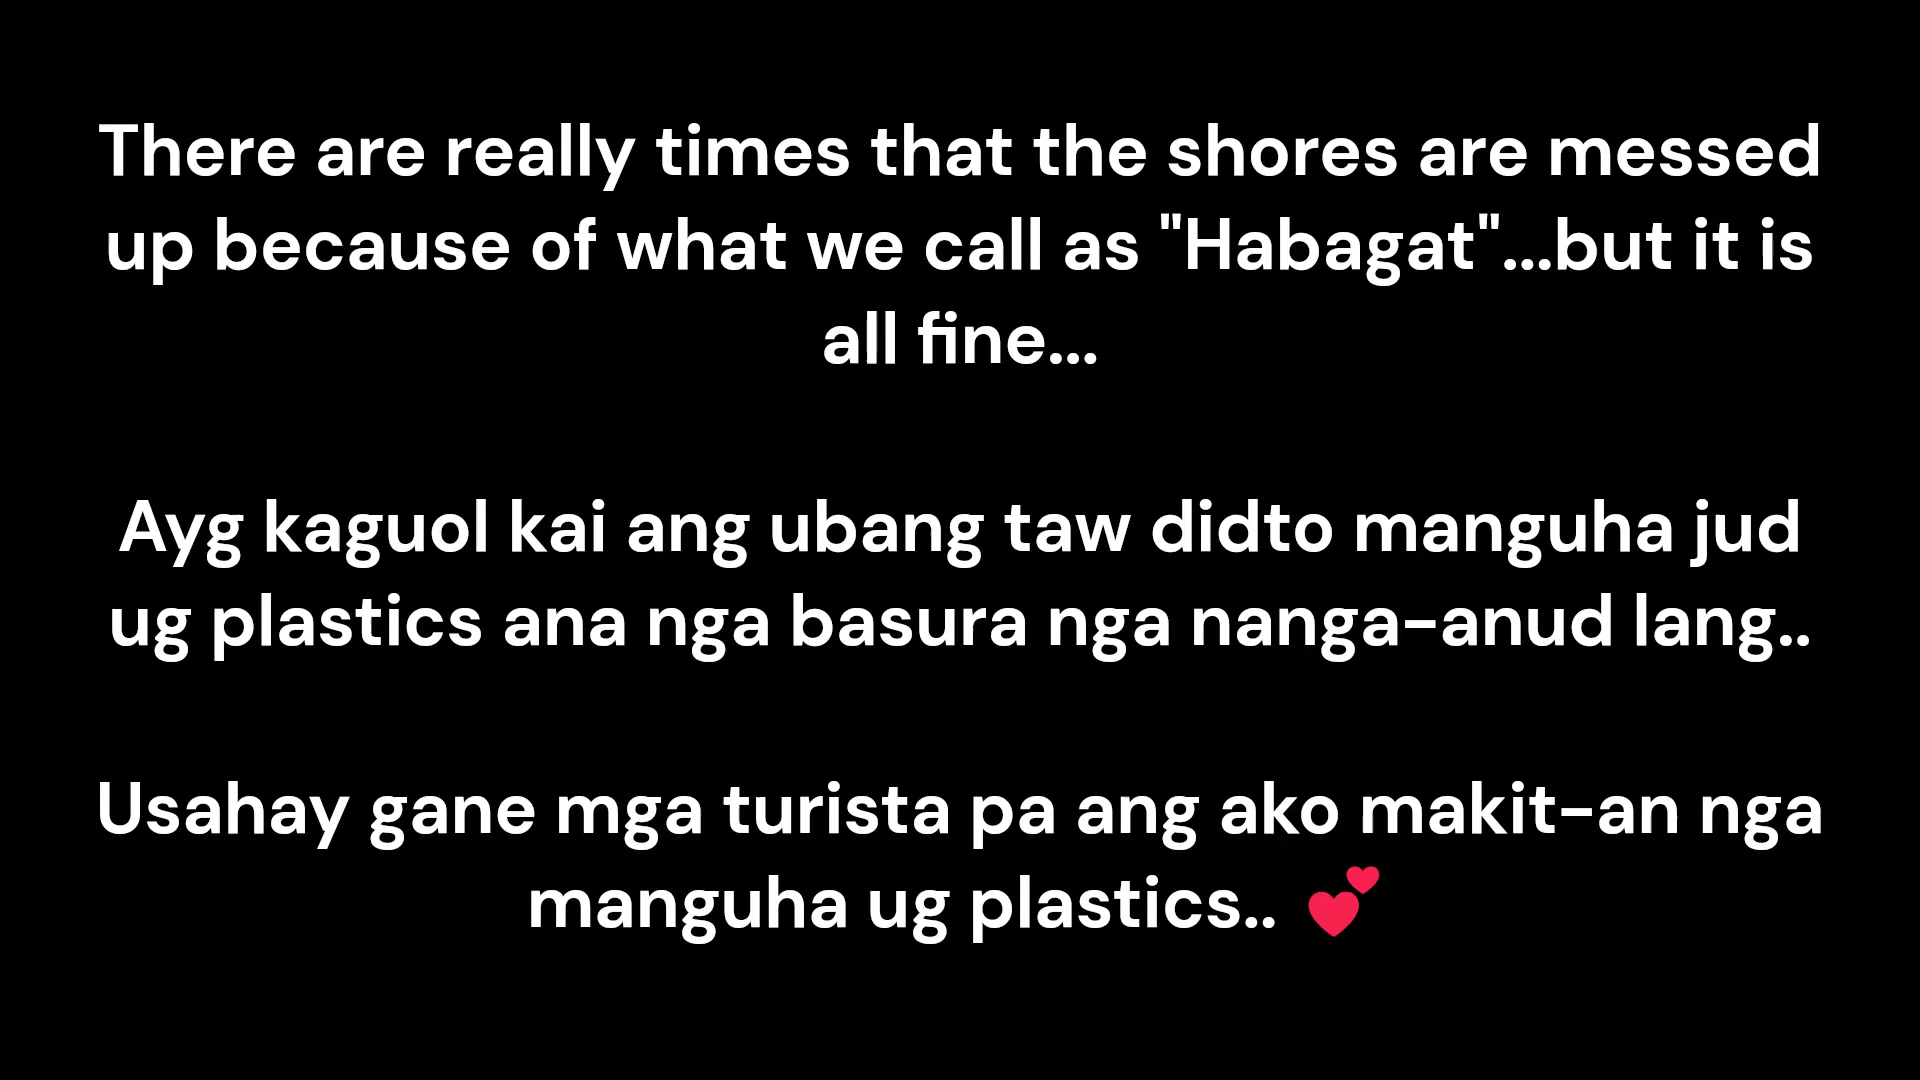 There are really times that the shores are messed
up because of what we call as "Habagat"...but it is
all fine...
Ayg kaguol kai ang ubang taw didto manguha jud
ug plastics ana nga basura nga nanga-anud lang..
Usahay gane mga turista pa ang ako makit-an nga
manguha ug plastics.. 💕